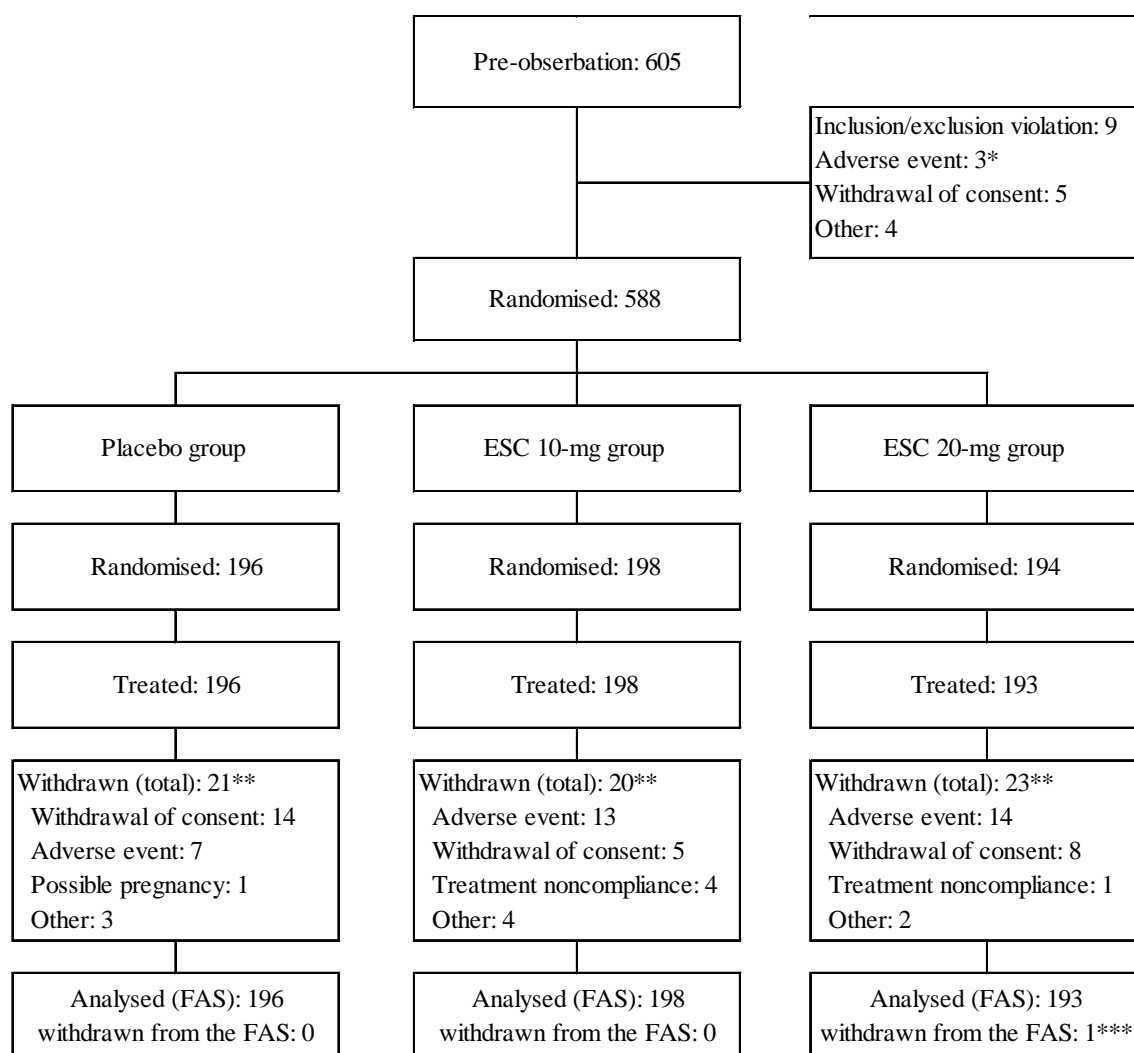 Pre-obserbation: 605
Inclusion/exclusion violation: 9
Adverse event: 3*
Withdrawal of consent: 5
Other: 4
Randomised: 588
Placebo group
ESC 10-mg group
ESC 20-mg group
Randomised: 196
Randomised: 198
Randomised: 194
Treated: 196
Treated: 198
Treated: 193
Withdrawn (total): 21**
Withdrawal of consent: 14
Adverse event: 7
Possible pregnancy: 1
Other: 3
Withdrawn (total): 20**
Adverse event: 13
Withdrawal of consent: 5
Treatment noncompliance: 4
Other: 4
Withdrawn (total): 23**
Adverse event: 14
Withdrawal of consent: 8
Treatment noncompliance: 1
Other: 2
Analysed (FAS): 196
withdrawn from the FAS: 0
Analysed (FAS): 198
withdrawn from the FAS: 0
Analysed (FAS): 193
withdrawn from the FAS: 1***